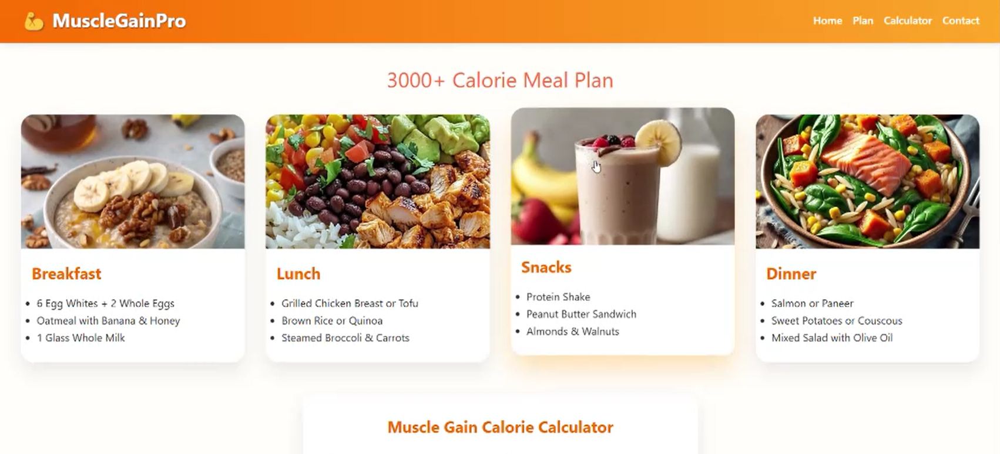 MuscleGainPro
Home Plan Calculator Contact
3000+ Calorie Meal Plan
Breakfast
• 6 Egg Whites + 2 Whole Eggs
• Oatmeal with Banana & Honey
• 1 Glass Whole Milk
Lunch
• Grilled Chicken Breast or Tofu
• Brown Rice or Quinoa
• Steamed Broccoli & Carrots
Snacks
• Protein Shake
• Peanut Butter Sandwich
• Almonds & Walnuts
Dinner
• Salmon or Paneer
• Sweet Potatoes or Couscous
• Mixed Salad with Olive Oil
Muscle Gain Calorie Calculator